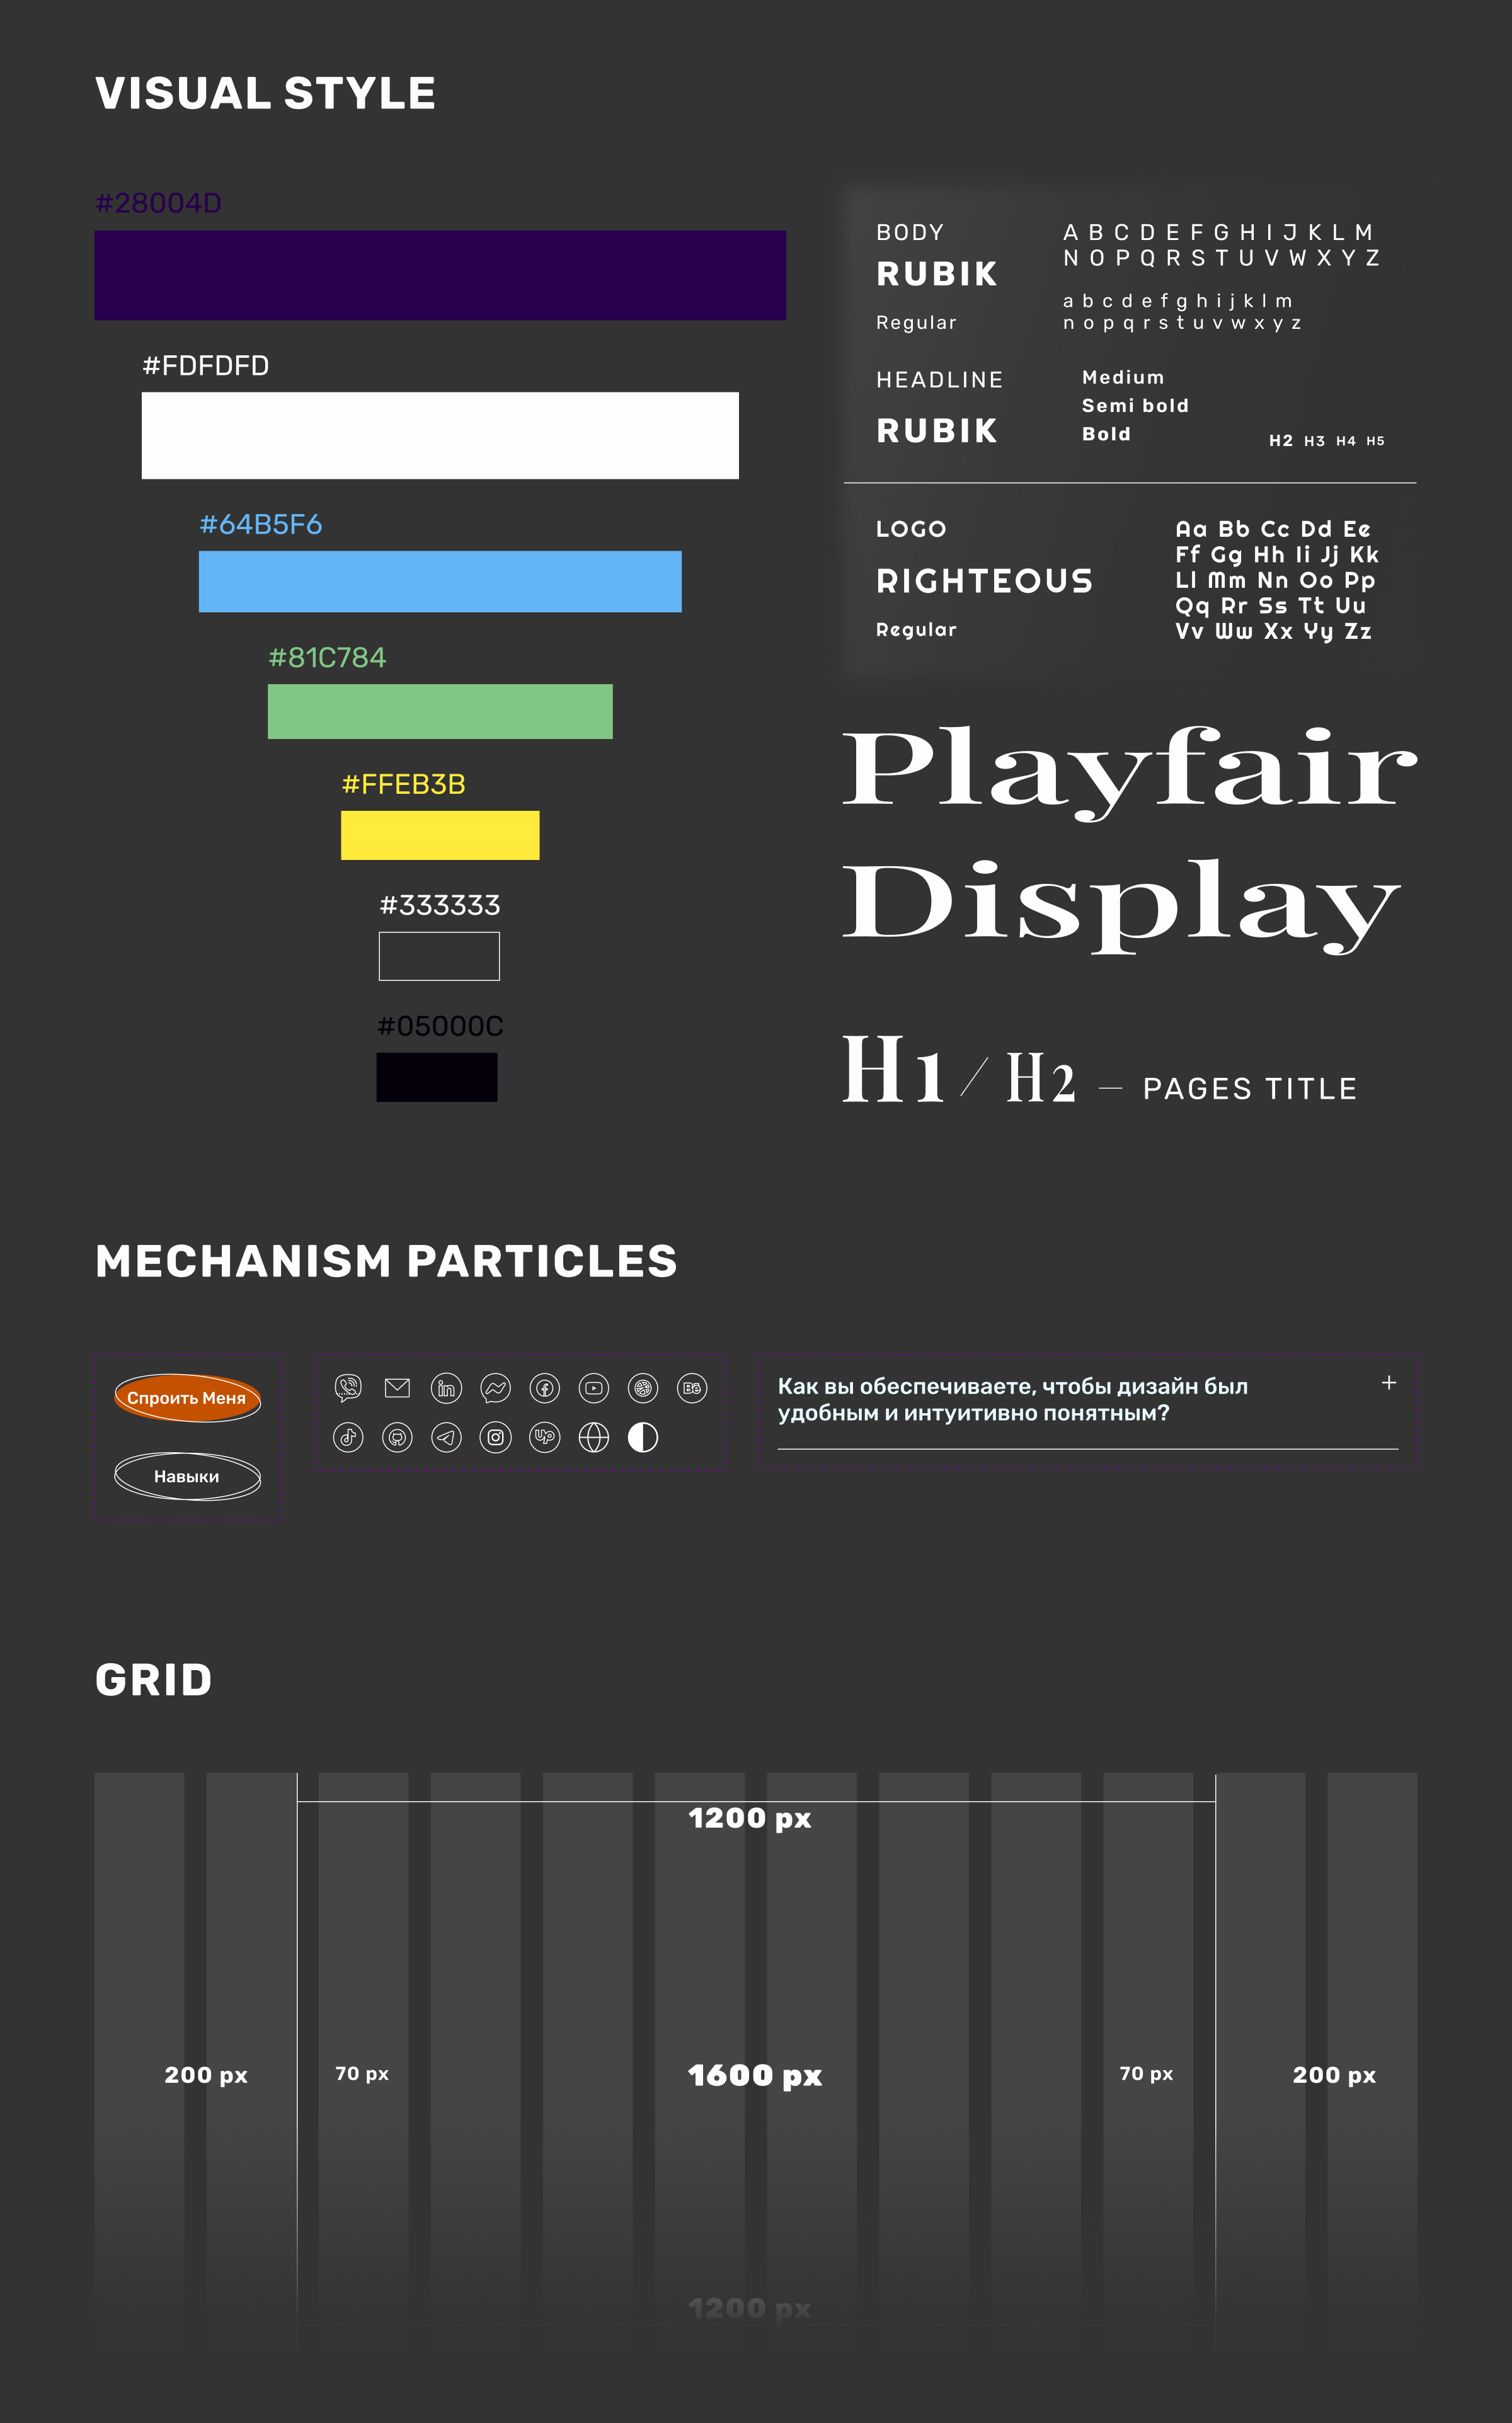 VISUAL STYLE
#28004D
#FDFDFD
#64B5F6
#81C784
#FFEB3B
#333333
#05000C
BODY
RUBIK
Regular
A B C D E F G H I J K L M
N O P Q R S T U V W X Y Z
a b c d e f g h i j k l m
n o p q r s t u v w x y z
HEADLINE
RUBIK
Medium
Semi bold
Bold
H2 H3 H4 H5
LOGO
RIGHTEOUS
Regular
Aa Bb Cc Dd Ee
Ff Gg Hh Ii Jj Kk
Ll Mm Nn Oo Pp
Qq Rr Ss Tt Uu
Vv Ww Xx Yy Zz
Playfair
Display
H1 / H2 — PAGES TITLE
MECHANISM PARTICLES
Спроить Меня
Навыки
in
Bē
Up
Как вы обеспечиваете, чтобы дизайн был
удобным и интуитивно понятным?
GRID
1200 px
200 px 70 px 1600 px 70 px 200 px
1200 px